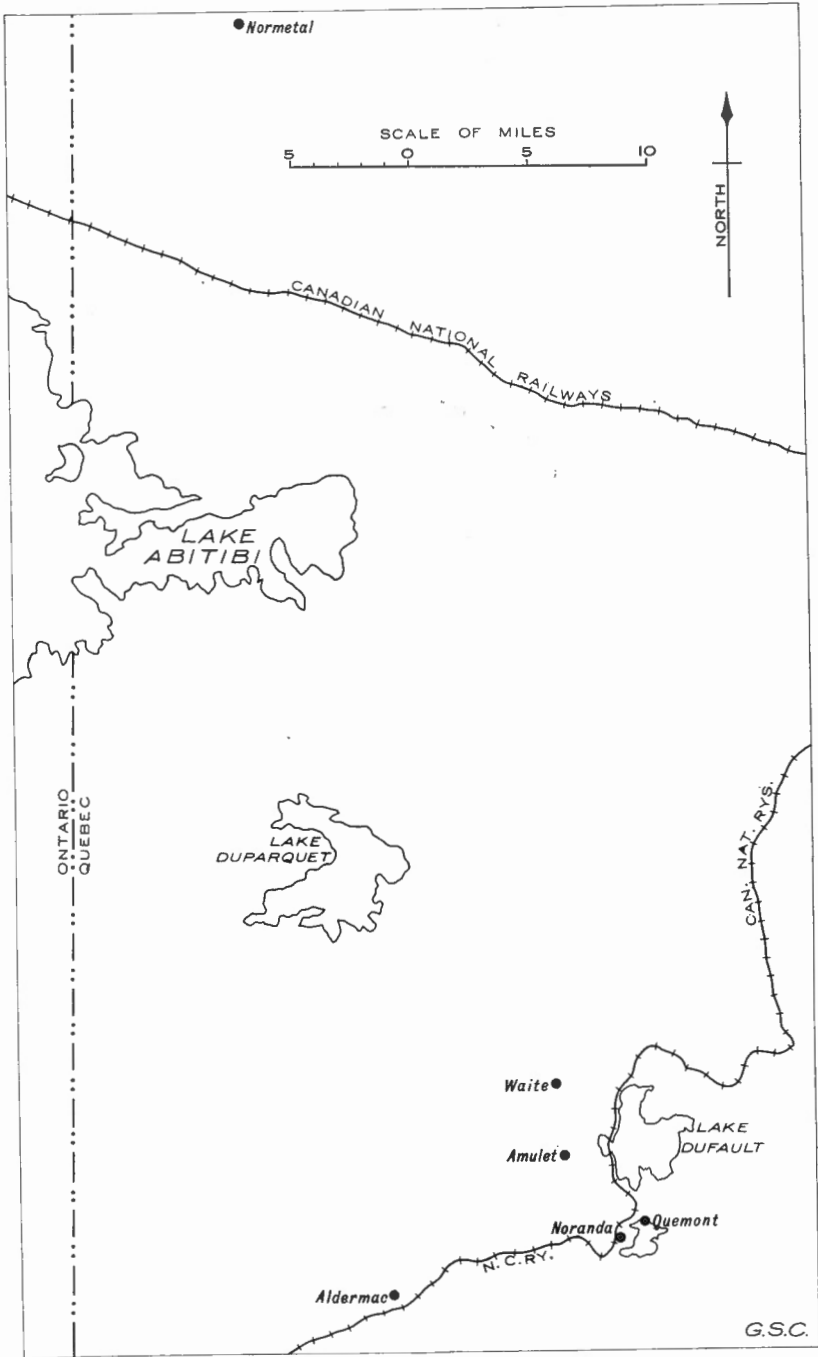 Normetal
SCALE OF MILES
5 0 5 10
NORTH
CANADIAN NATIONAL RAILWAYS
LAKE
ABITIBI
ONTARIO
QUEBEC
LAKE
DUPARQUET
CAN. NAT. RYS.
Waite
LAKE
DUFAULT
Amulet
Quemont
Noranda
N.C.RY.
Aldermac
G.S.C.